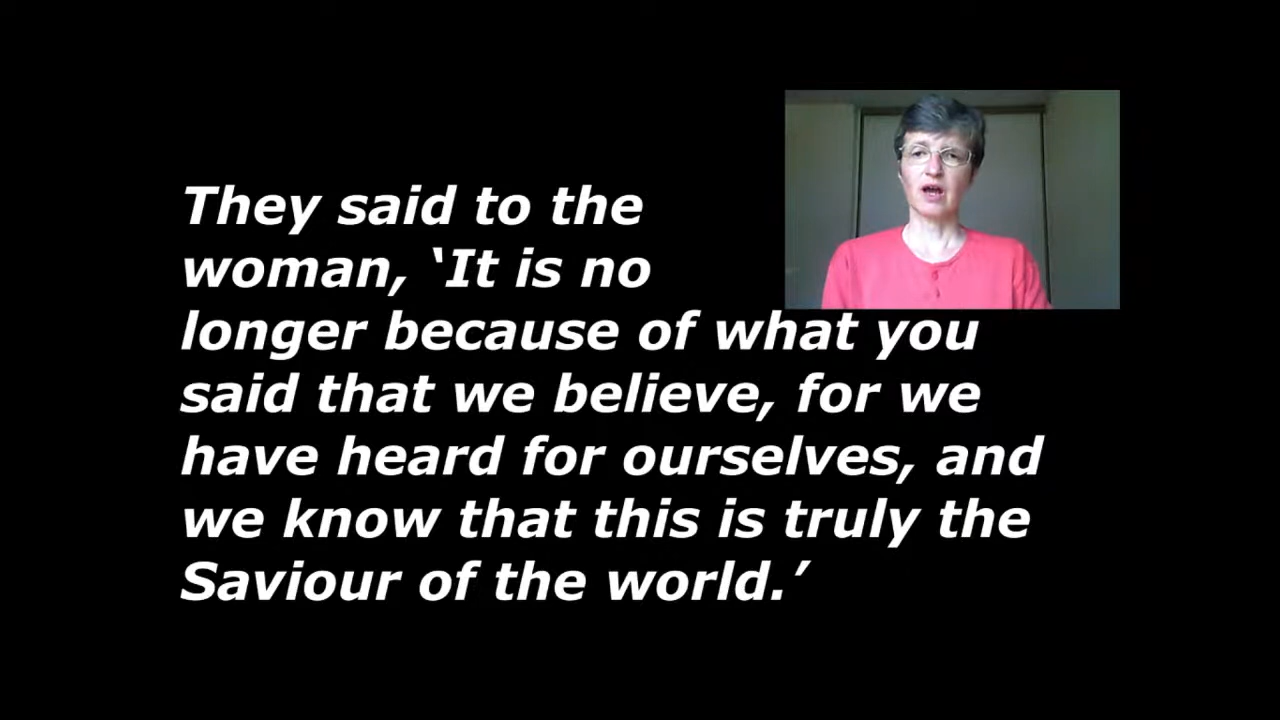 They said to the
woman, ‘It is no
longer because of what you
said that we believe, for we
have heard for ourselves, and
we know that this is truly the
Saviour of the world.’